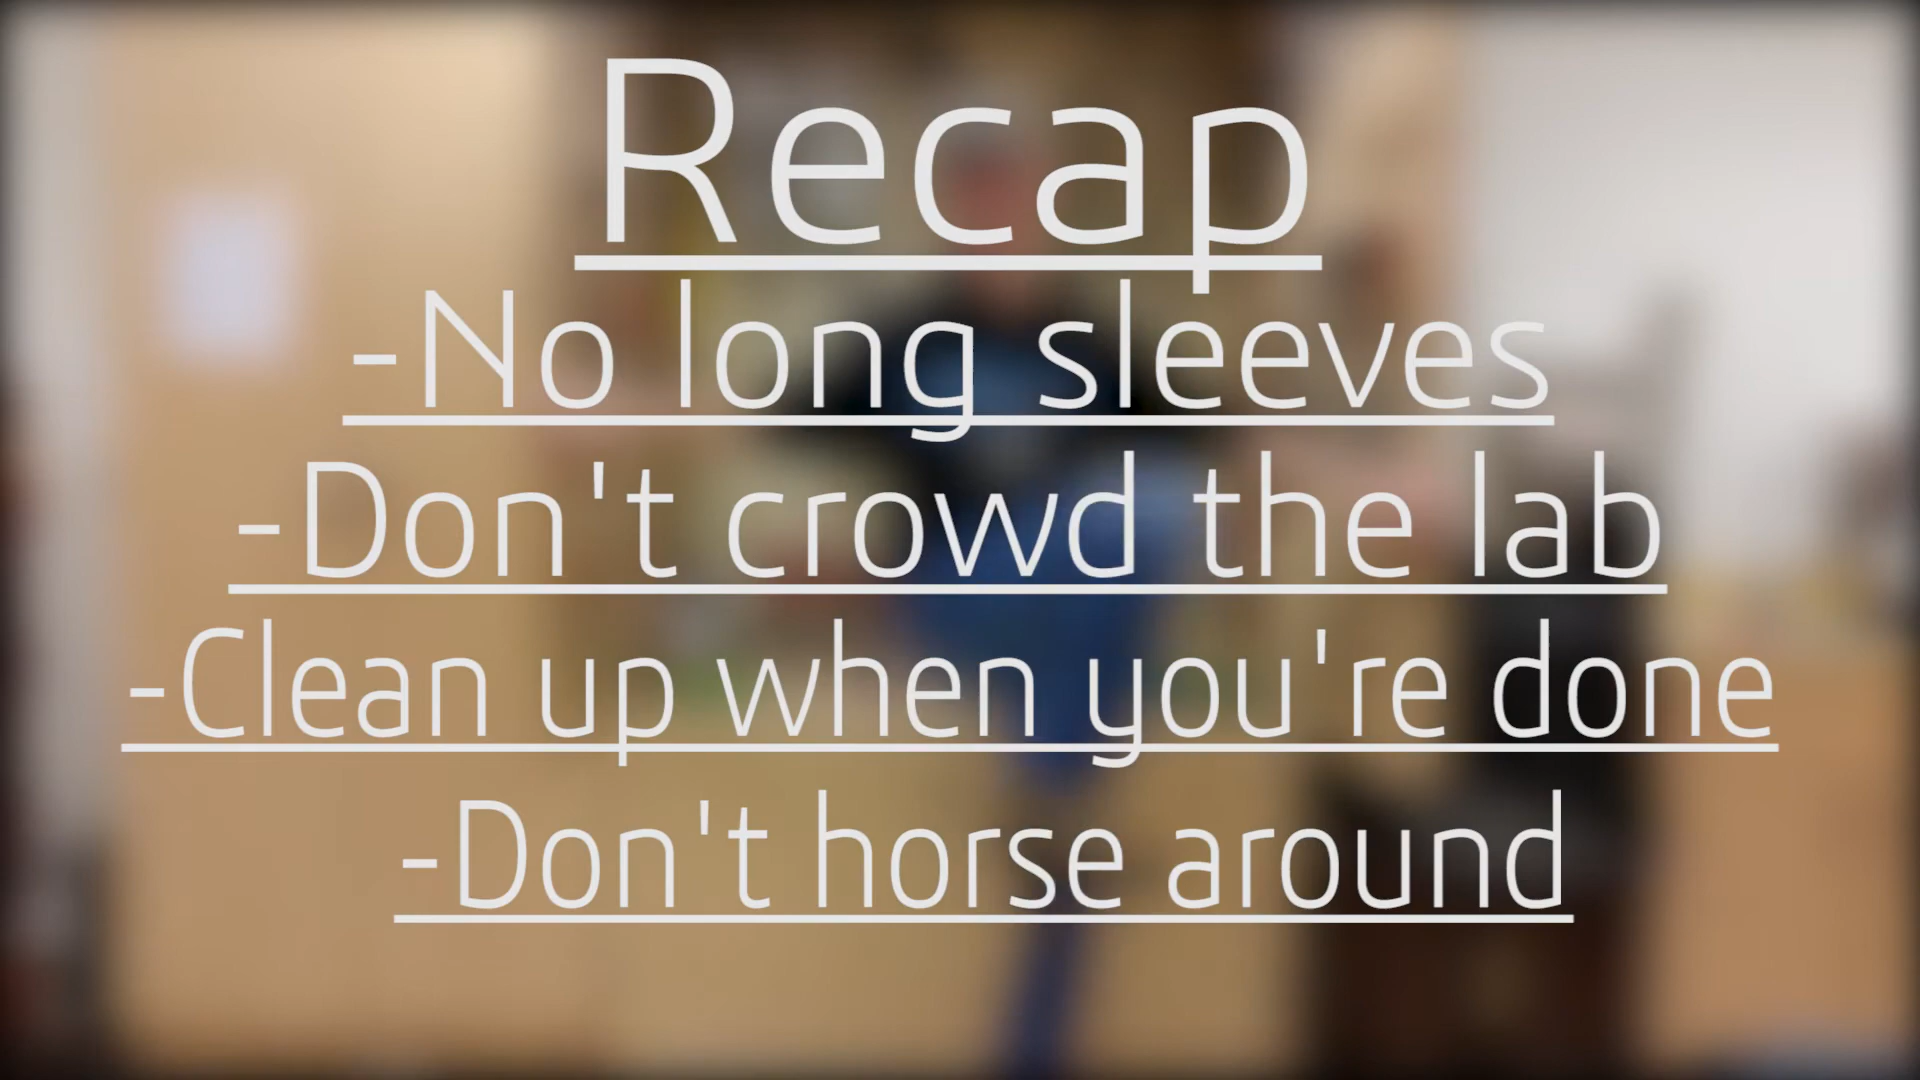 Recap
-No long sleeves
-Don't crowd the lab
-Clean up when you're done
-Don't horse around